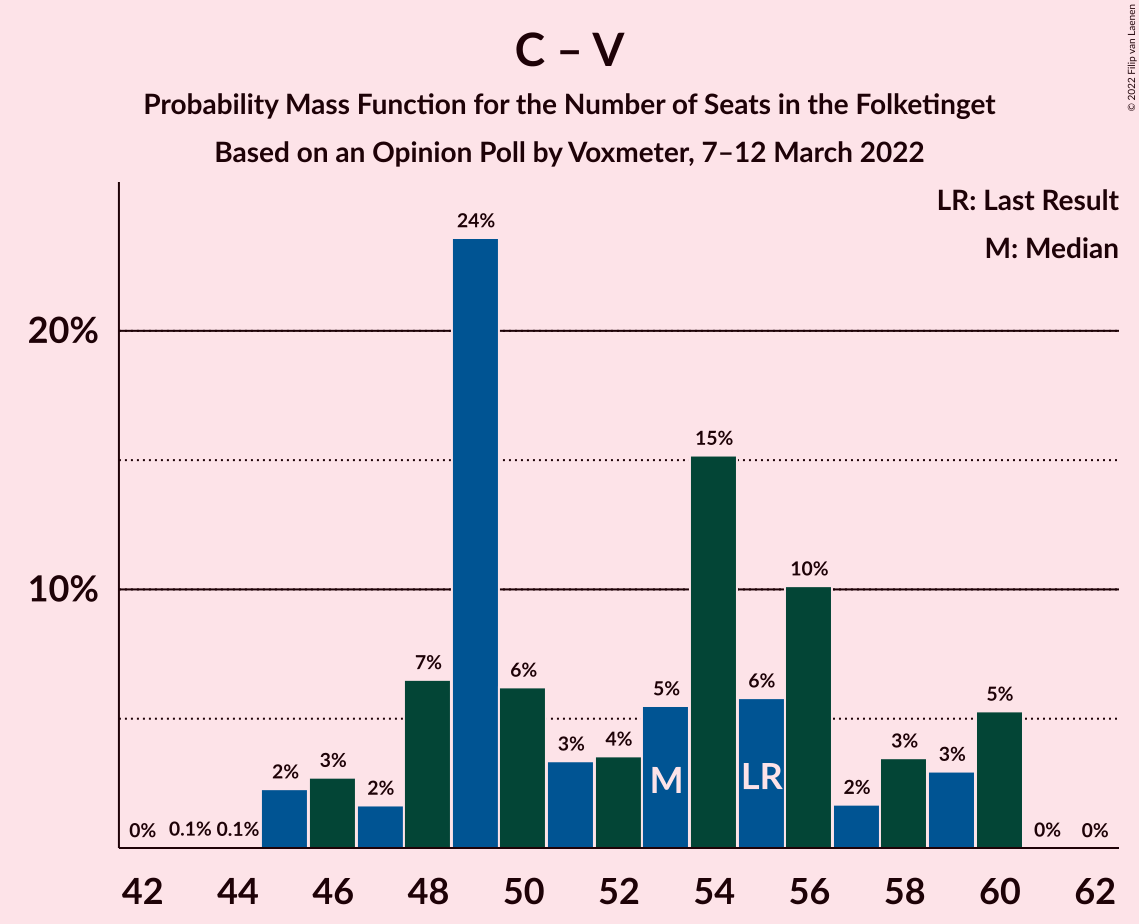 C – V
Probability Mass Function for the Number of Seats in the Folketinget
Based on an Opinion Poll by Voxmeter, 7–12 March 2022
© 2022 Filip van Laenen
LR: Last Result
M: Median
20%
10%
0% 0.1% 0.1% 2% 3% 2% 7% 24% 6% 3% 4% 5% 15% 6% 10% 2% 3% 3% 5% 0% 0%
M LR
42 44 46 48 50 52 54 56 58 60 62